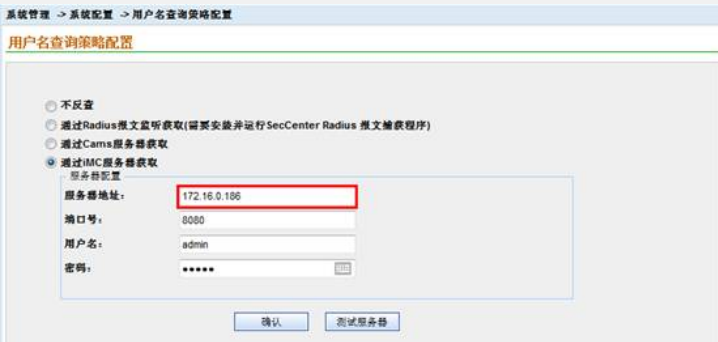 系统管理 -> 系统配置 -> 用户名查询策略配置
用户名查询策略配置
不反查
通过Radius报文监听获取(需要安装并运行SecCenter Radius 报文捕获程序)
通过Cams服务器获取
通过iMC服务器获取
服务器配置
服务器地址: 172.16.0.186
端口号: 8080
用户名: admin
密码: •••••
确认 测试服务器